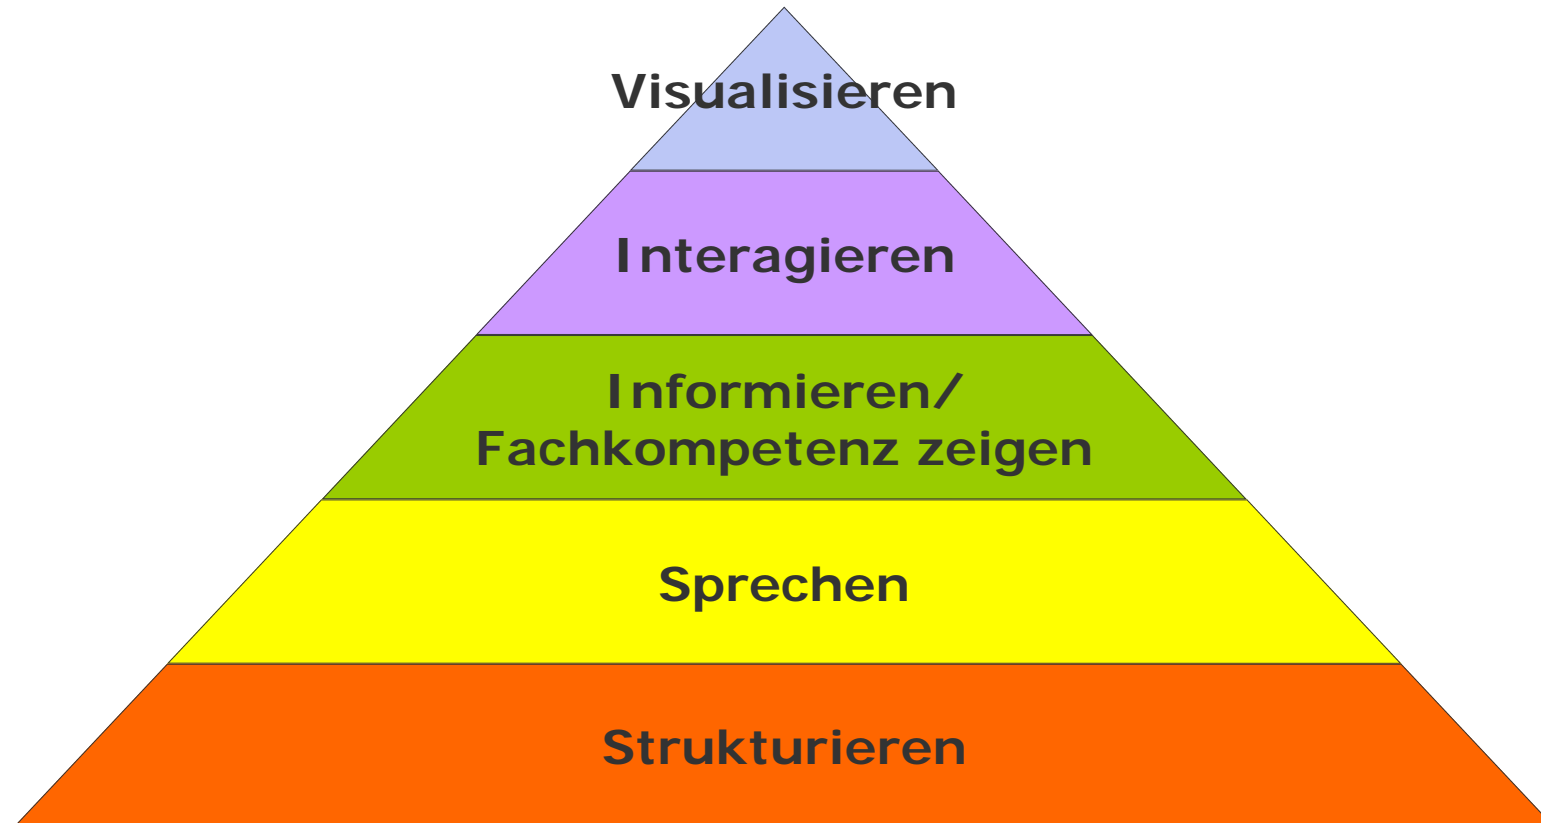 Visualisieren
Interagieren
Informieren/
Fachkompetenz zeigen
Sprechen
Strukturieren